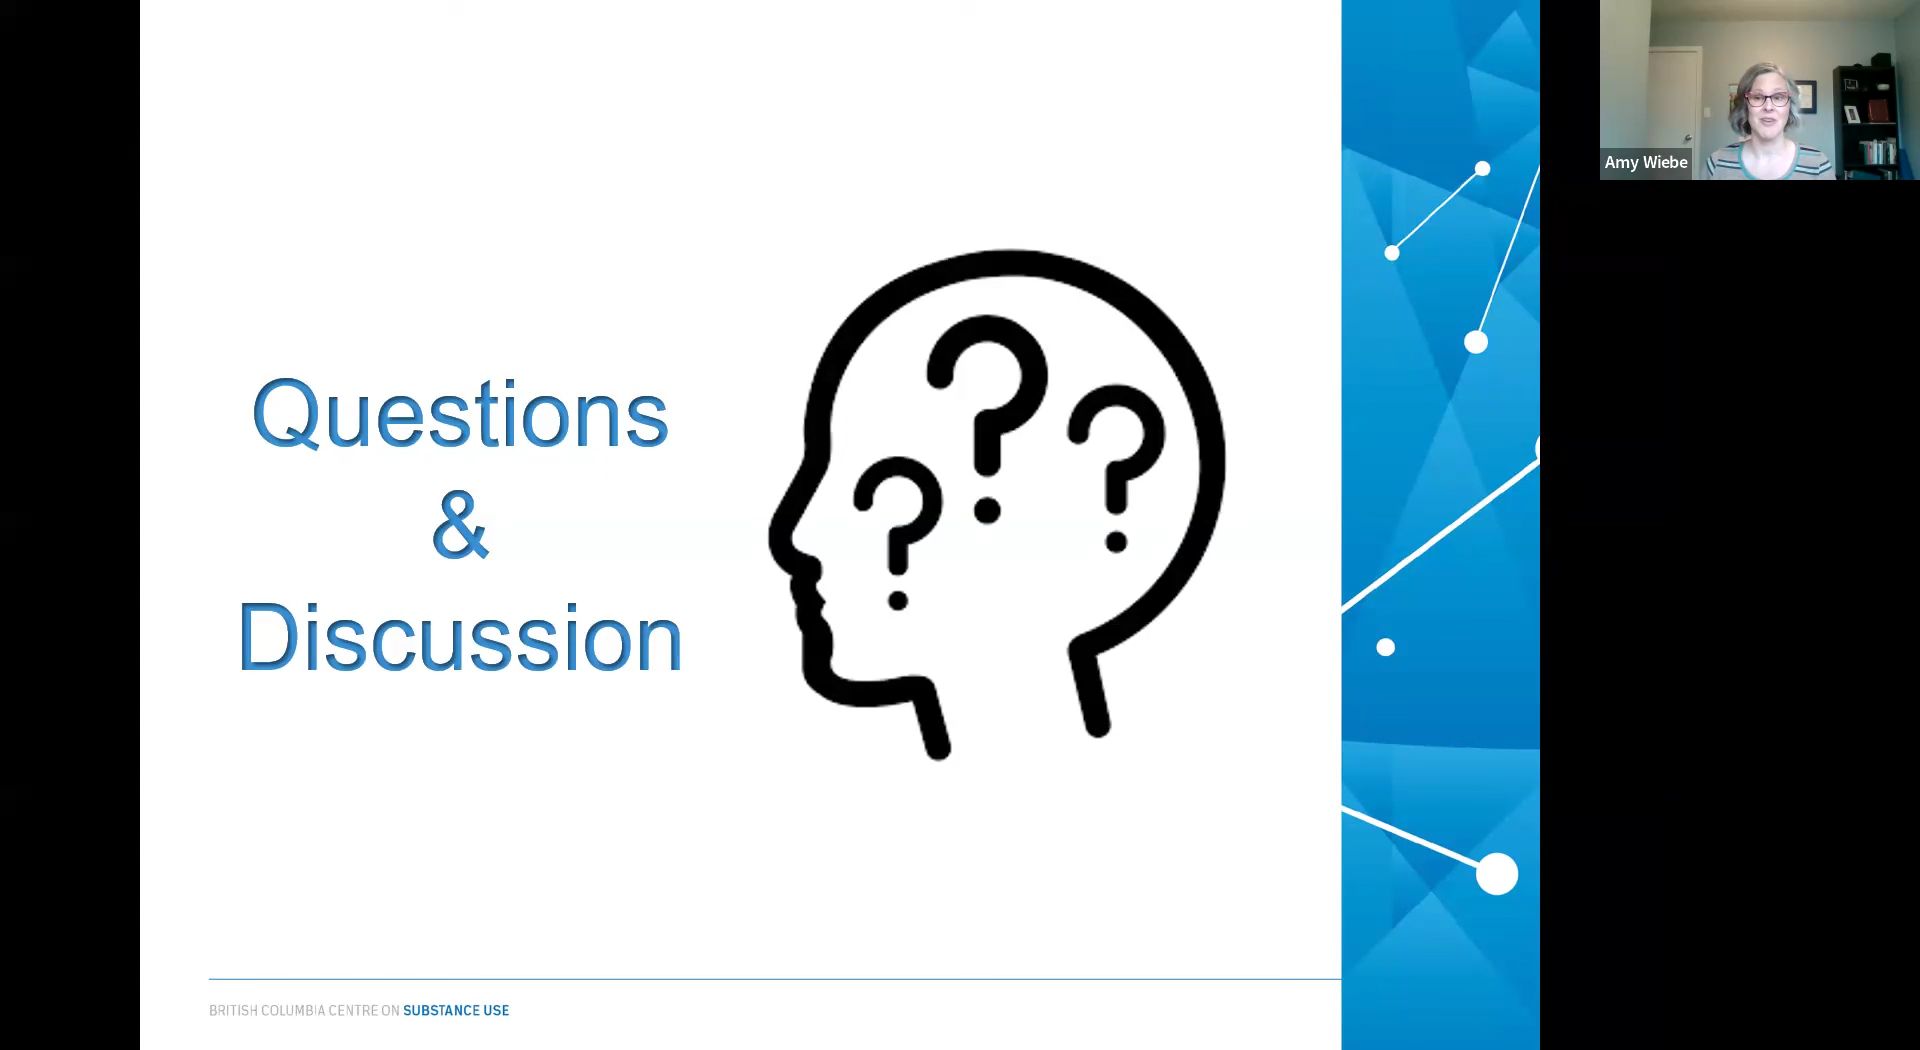 Questions
&
Discussion
BRITISH COLUMBIA CENTRE ON SUBSTANCE USE
Amy Wiebe